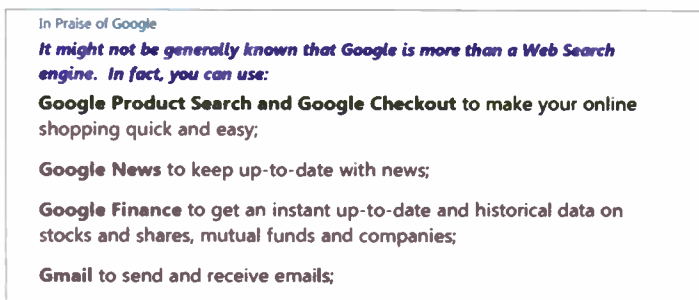 In Praise of Google
It might not be generally known that Google is more than a Web Search
engine. In fact, you can use:
Google Product Search and Google Checkout to make your online
shopping quick and easy;
Google News to keep up-to-date with news;
Google Finance to get an instant up-to-date and historical data on
stocks and shares, mutual funds and companies;
Gmail to send and receive emails;